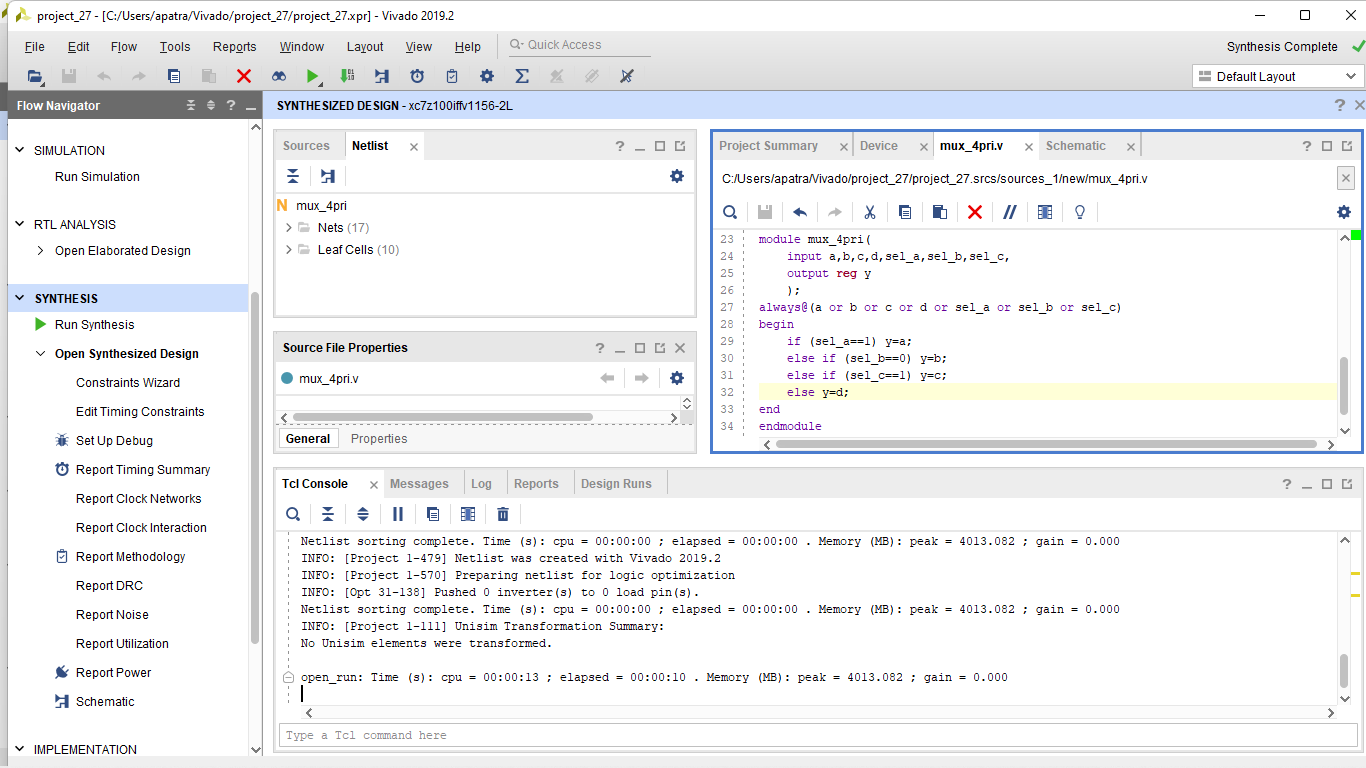 project_27 - [C:/Users/apatra/Vivado/project_27/project_27.xpr] - Vivado 2019.2
File Edit Flow Tools Reports Window Layout View Help Quick Access Synthesis Complete
Default Layout
Flow Navigator
SIMULATION
Run Simulation
RTL ANALYSIS
Open Elaborated Design
SYNTHESIS
Run Synthesis
Open Synthesized Design
Constraints Wizard
Edit Timing Constraints
Set Up Debug
Report Timing Summary
Report Clock Networks
Report Clock Interaction
Report Methodology
Report DRC
Report Noise
Report Utilization
Report Power
Schematic
IMPLEMENTATION
SYNTHESIZED DESIGN - xc7z100iffv1156-2L
Sources Netlist
N mux_4pri
Nets (17)
Leaf Cells (10)
Source File Properties
mux_4pri.v
General Properties
Project Summary Device mux_4pri.v Schematic
C:/Users/apatra/Vivado/project_27/project_27.srcs/sources_1/new/mux_4pri.v
23 module mux_4pri(
24 input a,b,c,d,sel_a,sel_b,sel_c,
25 output reg y
26 );
27 always@(a or b or c or d or sel_a or sel_b or sel_c)
28 begin
29 if (sel_a==1) y=a;
30 else if (sel_b==0) y=b;
31 else if (sel_c==1) y=c;
32 else y=d;
33 end
34 endmodule
Tcl Console Messages Log Reports Design Runs
Netlist sorting complete. Time (s): cpu = 00:00:00 ; elapsed = 00:00:00 . Memory (MB): peak = 4013.082 ; gain = 0.000
INFO: [Project 1-479] Netlist was created with Vivado 2019.2
INFO: [Project 1-570] Preparing netlist for logic optimization
INFO: [Opt 31-138] Pushed 0 inverter(s) to 0 load pin(s).
Netlist sorting complete. Time (s): cpu = 00:00:00 ; elapsed = 00:00:00 . Memory (MB): peak = 4013.082 ; gain = 0.000
INFO: [Project 1-111] Unisim Transformation Summary:
No Unisim elements were transformed.
open_run: Time (s): cpu = 00:00:13 ; elapsed = 00:00:10 . Memory (MB): peak = 4013.082 ; gain = 0.000
Type a Tcl command here